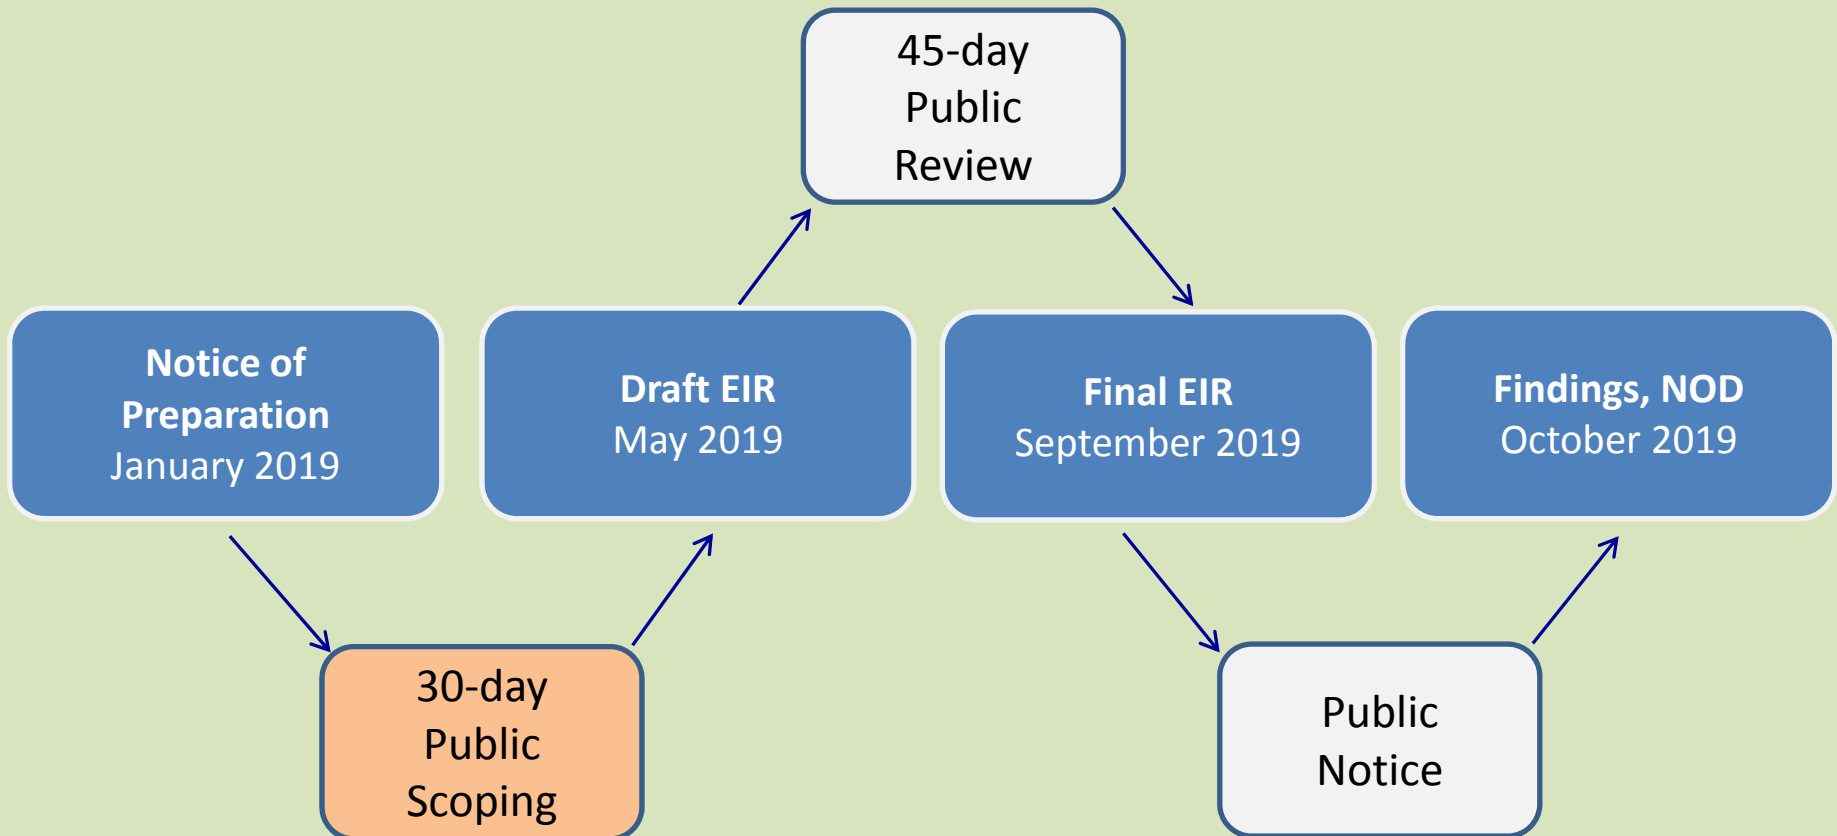 45-day
Public
Review
Notice of
Preparation
January 2019
Draft EIR
May 2019
Final EIR
September 2019
Findings, NOD
October 2019
30-day
Public
Scoping
Public
Notice